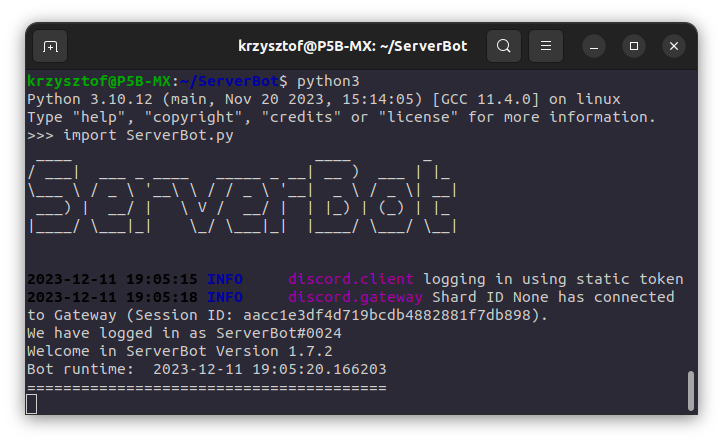 krzysztof@P5B-MX: ~/ServerBot
krzysztof@P5B-MX:~/ServerBot$ python3
Python 3.10.12 (main, Nov 20 2023, 15:14:05) [GCC 11.4.0] on linux
Type "help", "copyright", "credits" or "license" for more information.
>>> import ServerBot.py
ServerBot
2023-12-11 19:05:15 INFO     discord.client logging in using static token
2023-12-11 19:05:18 INFO     discord.gateway Shard ID None has connected
to Gateway (Session ID: aacc1e3df4d719bcdb4882881f7db898).
We have logged in as ServerBot#0024
Welcome in ServerBot Version 1.7.2
Bot runtime:  2023-12-11 19:05:20.166203
========================================